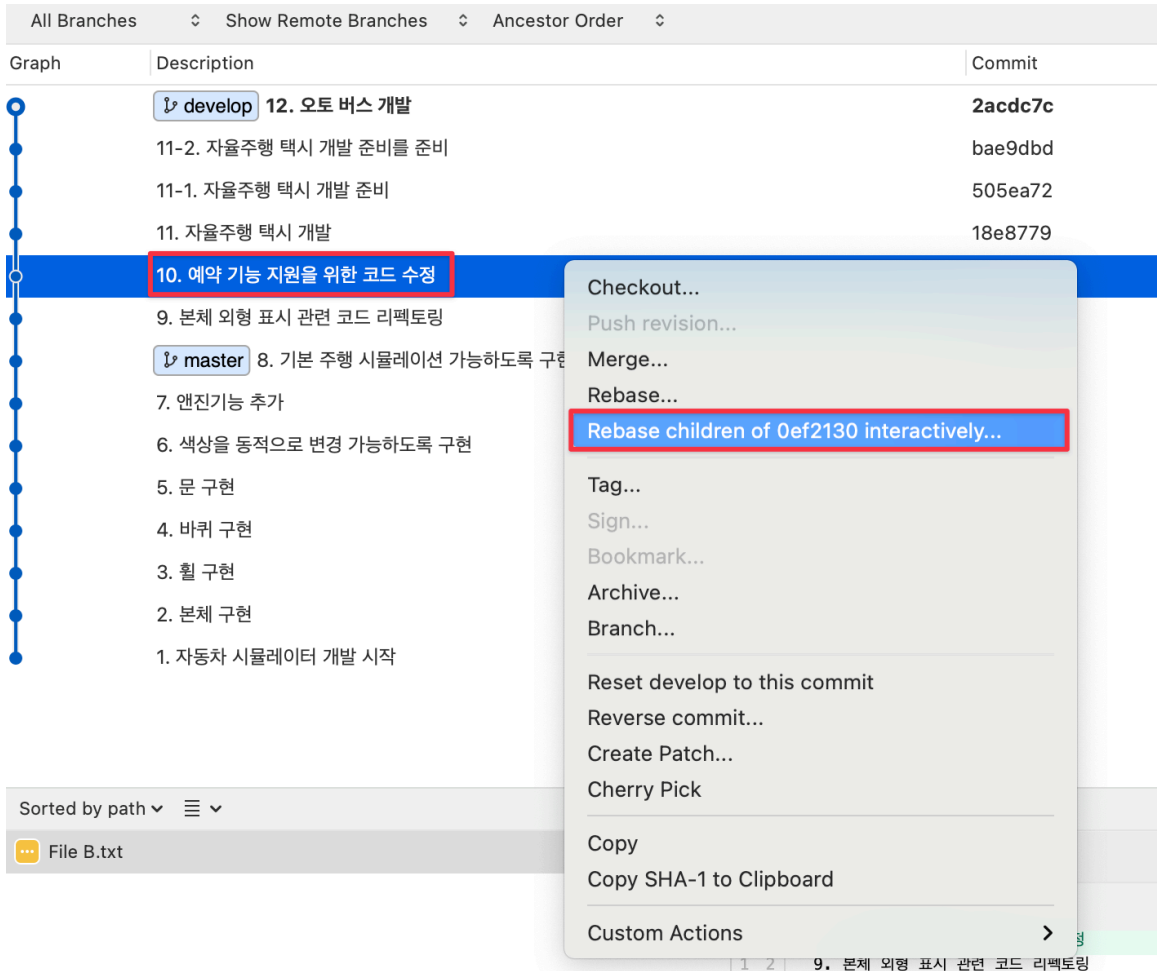 All Branches Show Remote Branches Ancestor Order
Graph Description Commit
develop 12. 오토 버스 개발 2acdc7c
11-2. 자율주행 택시 개발 준비를 준비 bae9dbd
11-1. 자율주행 택시 개발 준비 505ea72
11. 자율주행 택시 개발 18e8779
10. 예약 기능 지원을 위한 코드 수정
9. 본체 외형 표시 관련 코드 리펙토링
master 8. 기본 주행 시뮬레이션 가능하도록 구현
7. 앤진기능 추가
6. 색상을 동적으로 변경 가능하도록 구현
5. 문 구현
4. 바퀴 구현
3. 휠 구현
2. 본체 구현
1. 자동차 시뮬레이터 개발 시작
Checkout...
Push revision...
Merge...
Rebase...
Rebase children of 0ef2130 interactively...
Tag...
Sign...
Bookmark...
Archive...
Branch...
Reset develop to this commit
Reverse commit...
Create Patch...
Cherry Pick
Copy
Copy SHA-1 to Clipboard
Custom Actions
Sorted by path
File B.txt
정
1 2 9. 본체 외형 표시 관련 코드 리펙토링